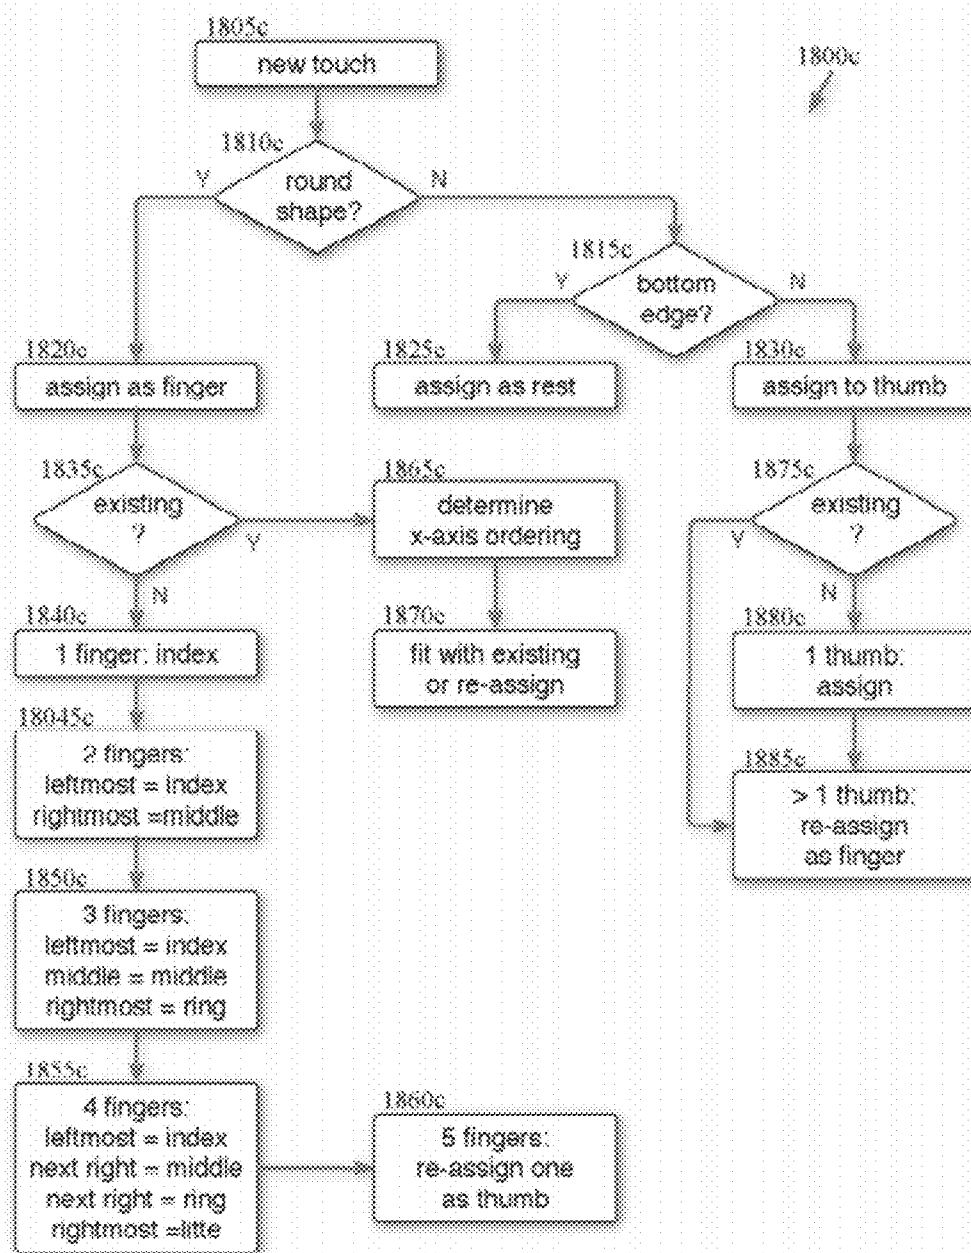 1805c
new touch
1800c
1810c
Y
N
round
shape?
1815c
Y
N
bottom
edge?
1820c
assign as finger
1825c
assign as rest
1830c
assign to thumb
1835c
existing
?
Y
N
1865c
determine
x-axis ordering
1875c
existing
?
Y
N
1840c
1 finger: index
1870c
fit with existing
or re-assign
1880c
1 thumb:
assign
18045c
2 fingers:
leftmost = index
rightmost =middle
1885c
> 1 thumb:
re-assign
as finger
1850c
3 fingers:
leftmost = index
middle = middle
rightmost = ring
1855c
4 fingers:
leftmost = index
next right = middle
next right = ring
rightmost =litte
1860c
5 fingers:
re-assign one
as thumb